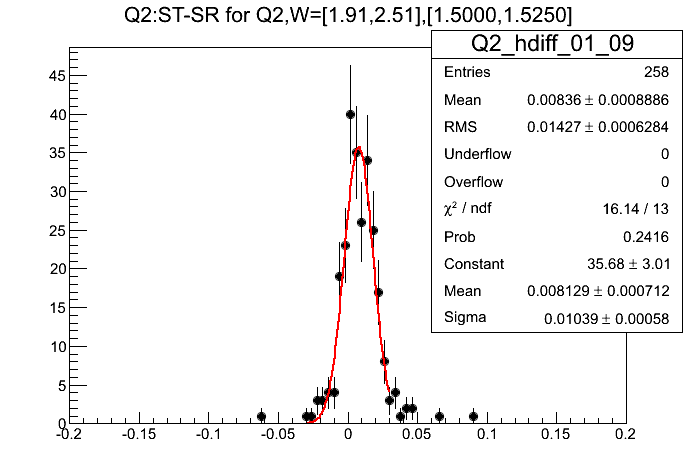 Q2:ST-SR for Q2,W=[1.91,2.51],[1.5000,1.5250]
Q2_hdiff_01_09
Entries 258
Mean 0.00836 ± 0.0008886
RMS 0.01427 ± 0.0006284
Underflow 0
Overflow 0
χ² / ndf 16.14 / 13
Prob 0.2416
Constant 35.68 ± 3.01
Mean 0.008129 ± 0.000712
Sigma 0.01039 ± 0.00058
45
40
35
30
25
20
15
10
5
0
-0.2 -0.15 -0.1 -0.05 0 0.05 0.1 0.15 0.2